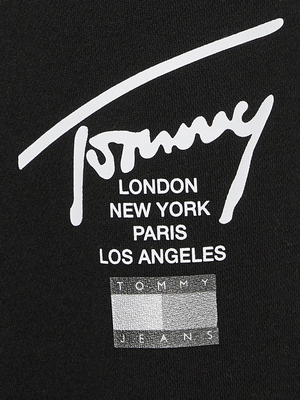 Tommy
LONDON
NEW YORK
PARIS
LOS ANGELES
TOMMY
JEANS